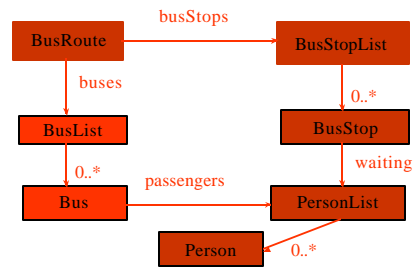 busStops
BusRoute
BusStopList
buses
0..*
BusList
BusStop
0..*
waiting
passengers
Bus
PersonList
Person
0..*